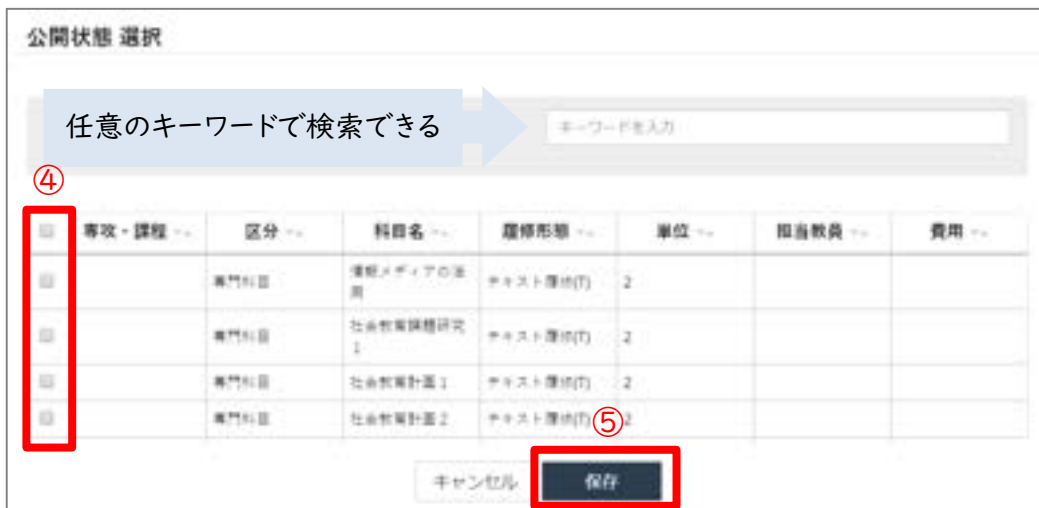 公開状態 選択
任意のキーワードで検索できる
キーワードを入力
④
専攻・課程 区分 科目名 履修形態 単位 担当教員 費用
専門科目 情報メディアの活用 テキスト履修(T) 2
専門科目 社会教育課題研究1 テキスト履修(T) 2
専門科目 社会教育計画1 テキスト履修(T) 2
専門科目 社会教育計画2 テキスト履修(T) 2
⑤
キャンセル 保存